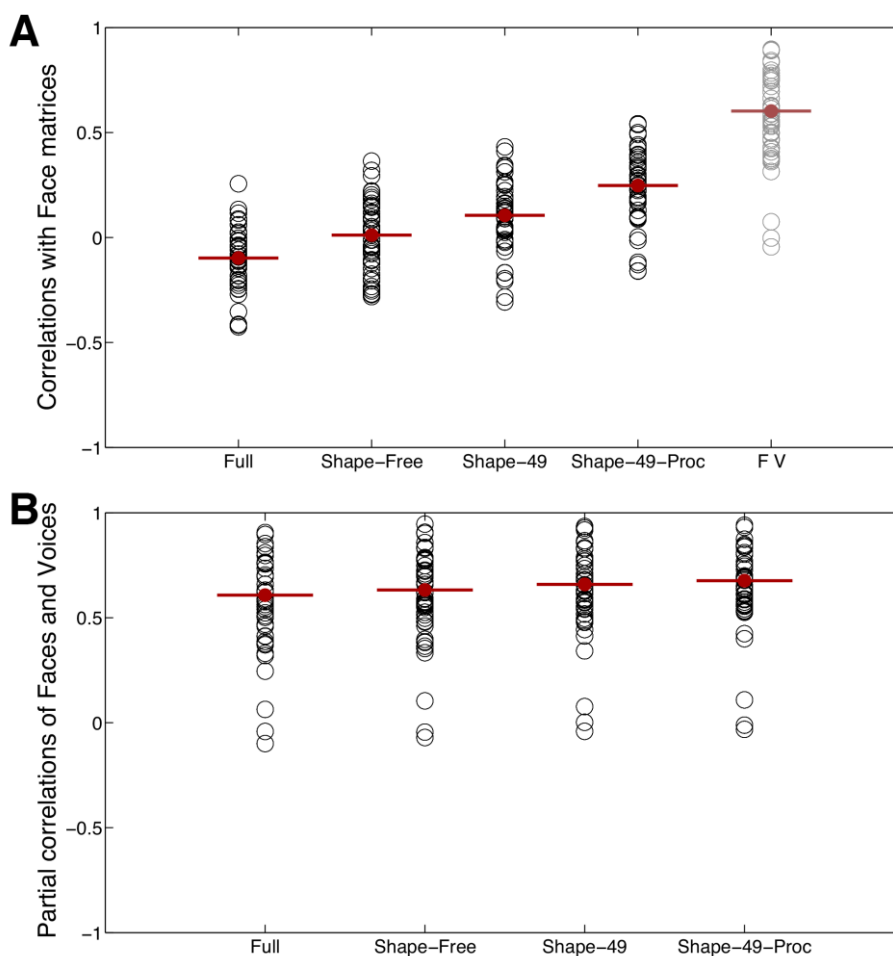 A
Correlations with Face matrices
1
0.5
0
−0.5
−1
Full Shape−Free Shape−49 Shape−49−Proc F V
B
Partial correlations of Faces and Voices
1
0.5
0
−0.5
−1
Full Shape−Free Shape−49 Shape−49−Proc